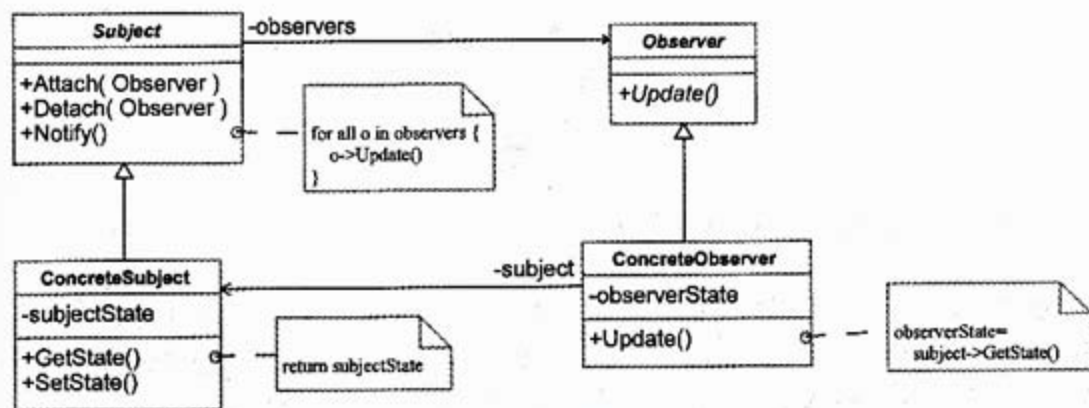 Subject
-observers
Observer
+Attach( Observer )
+Detach( Observer )
+Notify()
+Update()
for all o in observers {
o->Update()
}
ConcreteSubject
-subjectState
+GetState()
+SetState()
return subjectState
-subject
ConcreteObserver
-observerState
+Update()
observerState=
subject->GetState()